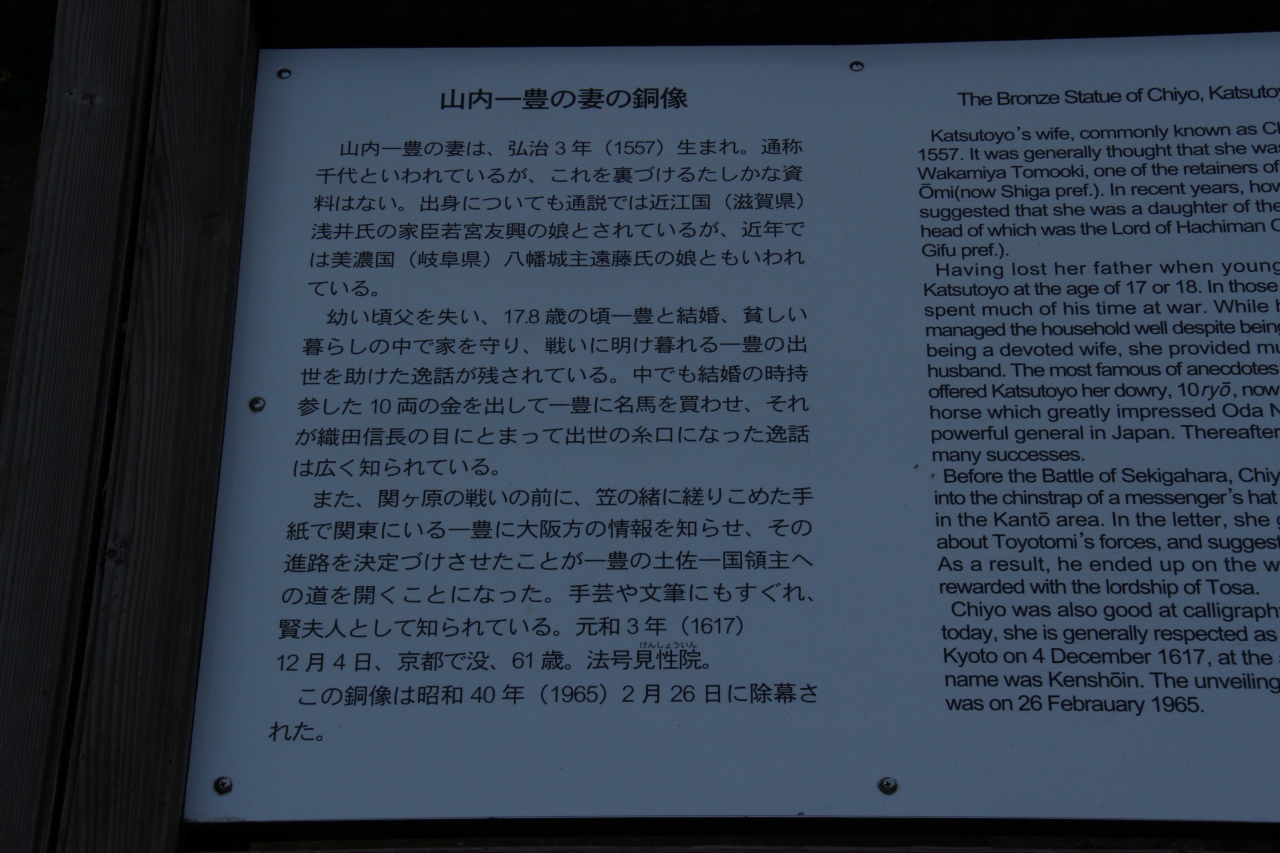 山内一豊の妻の銅像
山内一豊の妻は、弘治3年（1557）生まれ。通称
千代といわれているが、これを裏づけるたしかな資
料はない。出身についても通説では近江国（滋賀県）
浅井氏の家臣若宮友興の娘とされているが、近年で
は美濃国（岐阜県）八幡城主遠藤氏の娘ともいわれ
ている。
幼い頃父を失い、17.8歳の頃一豊と結婚、貧しい
暮らしの中で家を守り、戦いに明け暮れる一豊の出
世を助けた逸話が残されている。中でも結婚の時持
参した10両の金を出して一豊に名馬を買わせ、それ
が織田信長の目にとまって出世の糸口になった逸話
は広く知られている。
また、関ヶ原の戦いの前に、笠の緒に縒りこめた手
紙で関東にいる一豊に大阪方の情報を知らせ、その
進路を決定づけさせたことが一豊の土佐一国領主へ
の道を開くことになった。手芸や文筆にもすぐれ、
賢夫人として知られている。元和3年（1617）
12月4日、京都で没、61歳。法号見性院。
けんしょういん
この銅像は昭和40年（1965）2月26日に除幕さ
れた。
The Bronze Statue of Chiyo,
Katsutoyo's wife, commonly known as
1557. It was generally thought that she was
Wakamiya Tomooki, one of the retainers of
Ōmi(now Shiga pref.). In recent years,
suggested that she was a daughter of the
head of which was the Lord of Hachiman
Gifu pref.).
Having lost her father when young
Katsutoyo at the age of 17 or 18. In those
spent much of his time at war. While
managed the household well despite being
being a devoted wife, she provided
husband. The most famous of anecdotes
offered Katsutoyo her dowry, 10ryō, now
horse which greatly impressed Oda
powerful general in Japan. Thereafter
many successes.
Before the Battle of Sekigahara,
into the chinstrap of a messenger's hat
in the Kantō area. In the letter, she
about Toyotomi's forces, and
As a result, he ended up on the
rewarded with the lordship of Tosa.
Chiyo was also good at
today, she is generally respected as
Kyoto on 4 December 1617, at the
name was Kenshōin. The unveiling
was on 26 Febrauary 1965.